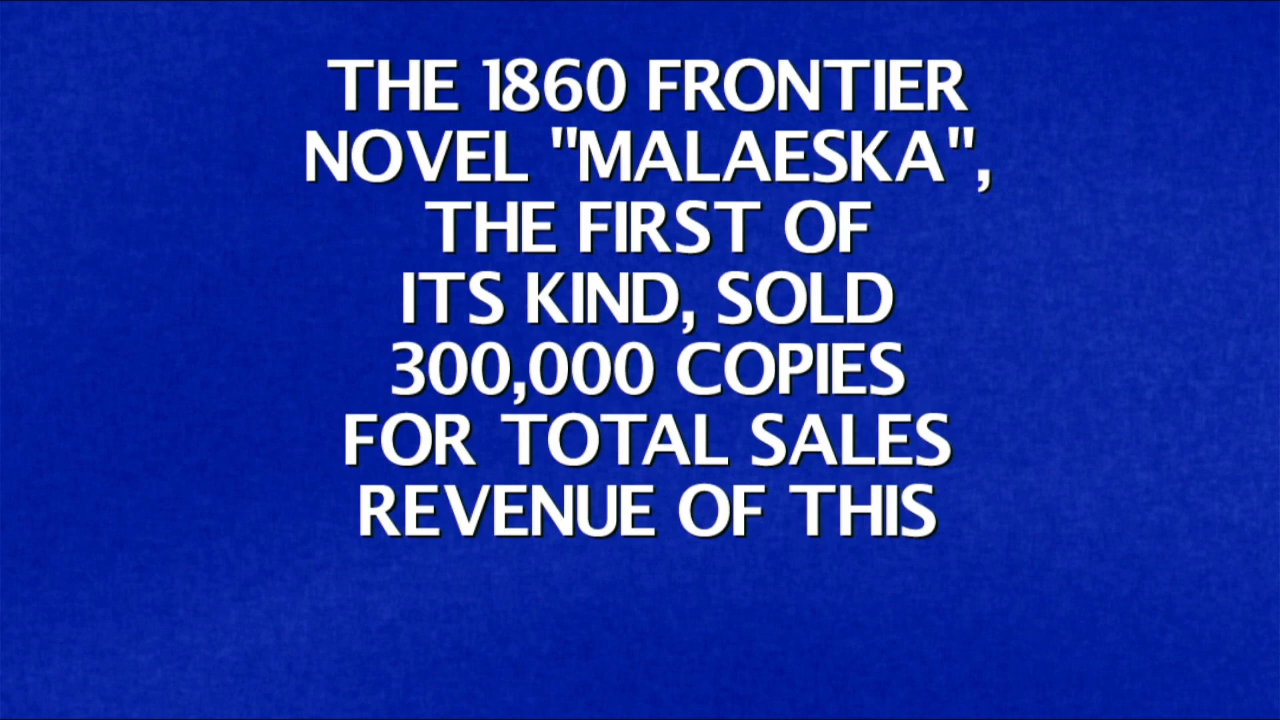 THE 1860 FRONTIER
NOVEL "MALAESKA",
THE FIRST OF
ITS KIND, SOLD
300,000 COPIES
FOR TOTAL SALES
REVENUE OF THIS